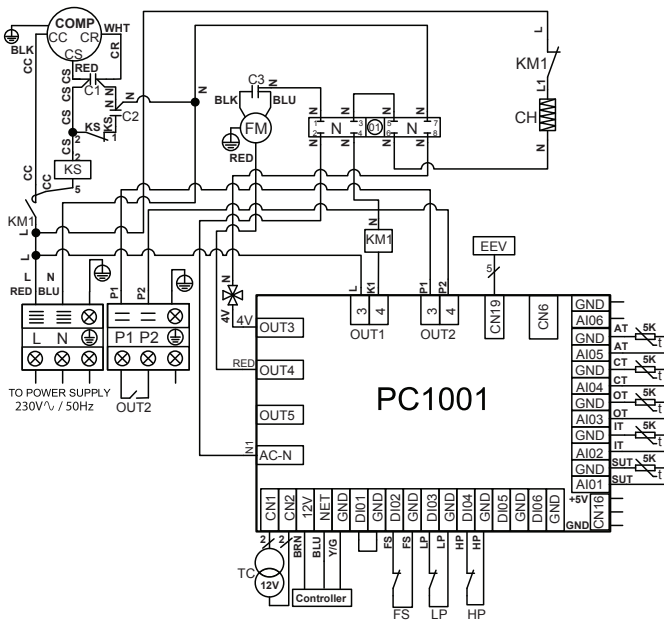 COMP
CC CR
CS
WHT
BLK
CC
CR
RED
CS
CS
C1
N
N
C2
N
N
CS
KS
KS
2
1
CS
2
KS
5
CC
CC
KM1
L
L
L
RED
N
BLU
P1
P2
L N
P1 P2
TO POWER SUPPLY
230V / 50Hz
OUT2
C3
BLK
BLU
FM
RED
N
N
N
N
N
1 3 5 7
2 4 6 8
N 01 N
N
N
N
N
L
KM1
L1
CH
N
N
KM1
N
4V
4V
RED
N1
L
K1
P1
P2
EEV
5
3 4
OUT1
3 4
OUT2
CN19
CN6
OUT3
OUT4
OUT5
AC-N
PC1001
GND
AI06
GND
AI05
GND
AI04
GND
AI03
GND
AI02
GND
AI01
+5V
CN16
GND
AT
5K
t
AT
CT
5K
t
CT
OT
5K
t
OT
IT
5K
t
IT
SUT
5K
t
SUT
CN1
CN2
12V
NET
GND
DI01
GND
DI02
GND
DI03
GND
DI04
GND
DI05
GND
DI06
GND
2
2
BRN
BLU
Y/G
FS
FS
LP
LP
HP
HP
TC
12V
Controller
FS
LP
HP